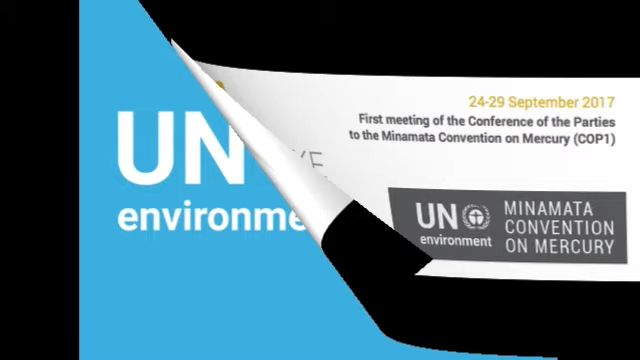 UN
environme
24-29 September 2017
First meeting of the Conference of the Parties
to the Minamata Convention on Mercury (COP1)
UN
environment
MINAMATA
CONVENTION
ON MERCURY